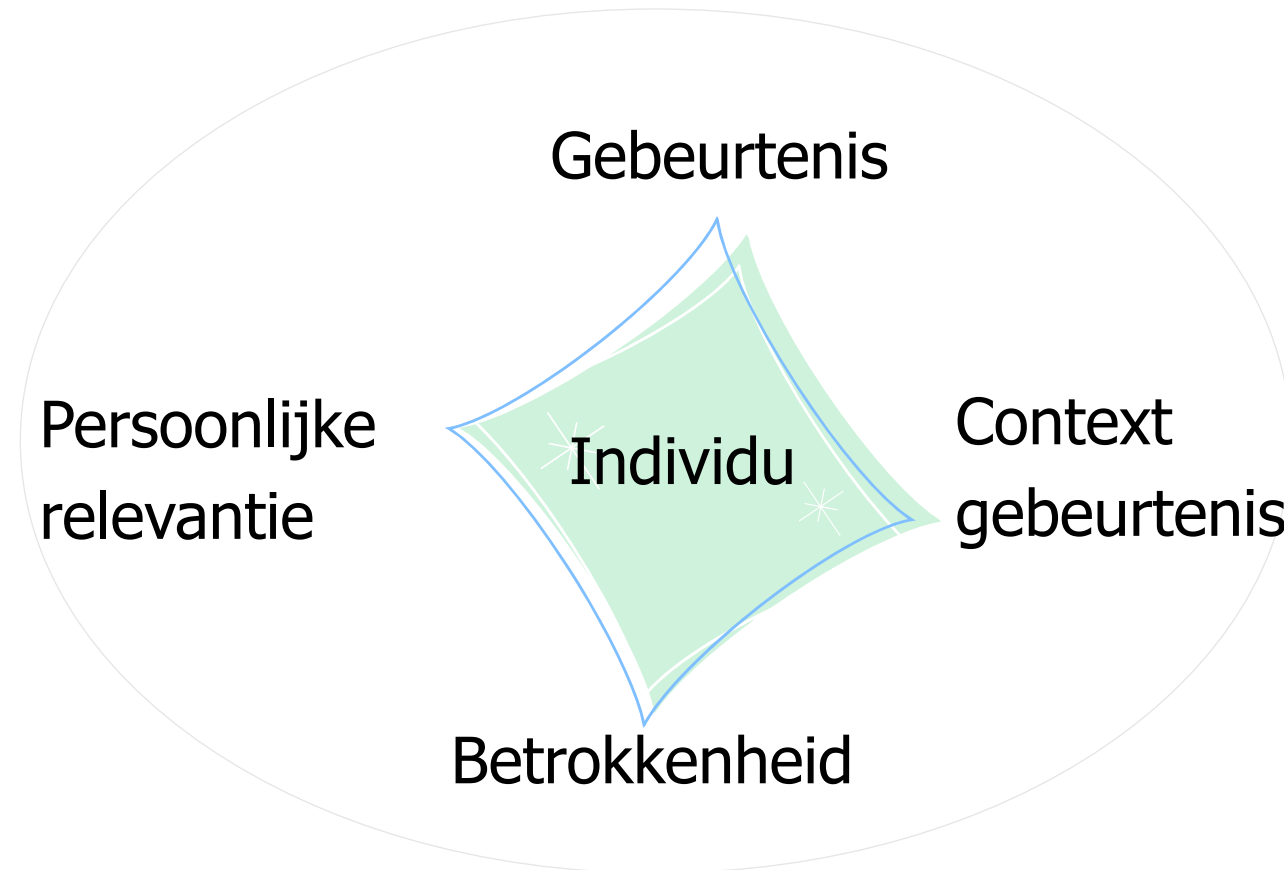 Gebeurtenis
Persoonlijke
relevantie
Individu
Context
gebeurtenis
Betrokkenheid